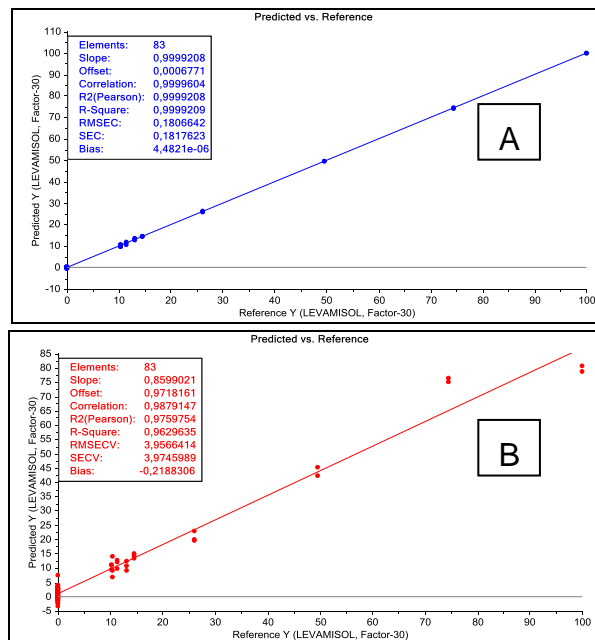 Predicted vs. Reference
Elements: 83
Slope: 0,9999208
Offset: 0,0006771
Correlation: 0,9999604
R2(Pearson): 0,9999208
R-Square: 0,9999209
RMSEC: 0,1806642
SEC: 0,1817623
Bias: 4,4821e-06
A
Predicted Y (LEVAMISOL, Factor-30)
110
100
90
80
70
60
50
40
30
20
10
0
-10
0 10 20 30 40 50 60 70 80 90 100
Reference Y (LEVAMISOL, Factor-30)
Predicted vs. Reference
Elements: 83
Slope: 0,8599021
Offset: 0,9718161
Correlation: 0,9879147
R2(Pearson): 0,9759754
R-Square: 0,9629635
RMSECV: 3,9566414
SECV: 3,9745989
Bias: -0,2188306
B
Predicted Y (LEVAMISOL, Factor-30)
85
80
75
70
65
60
55
50
45
40
35
30
25
20
15
10
5
0
-5
-10
-15
0 10 20 30 40 50 60 70 80 90 100
Reference Y (LEVAMISOL, Factor-30)